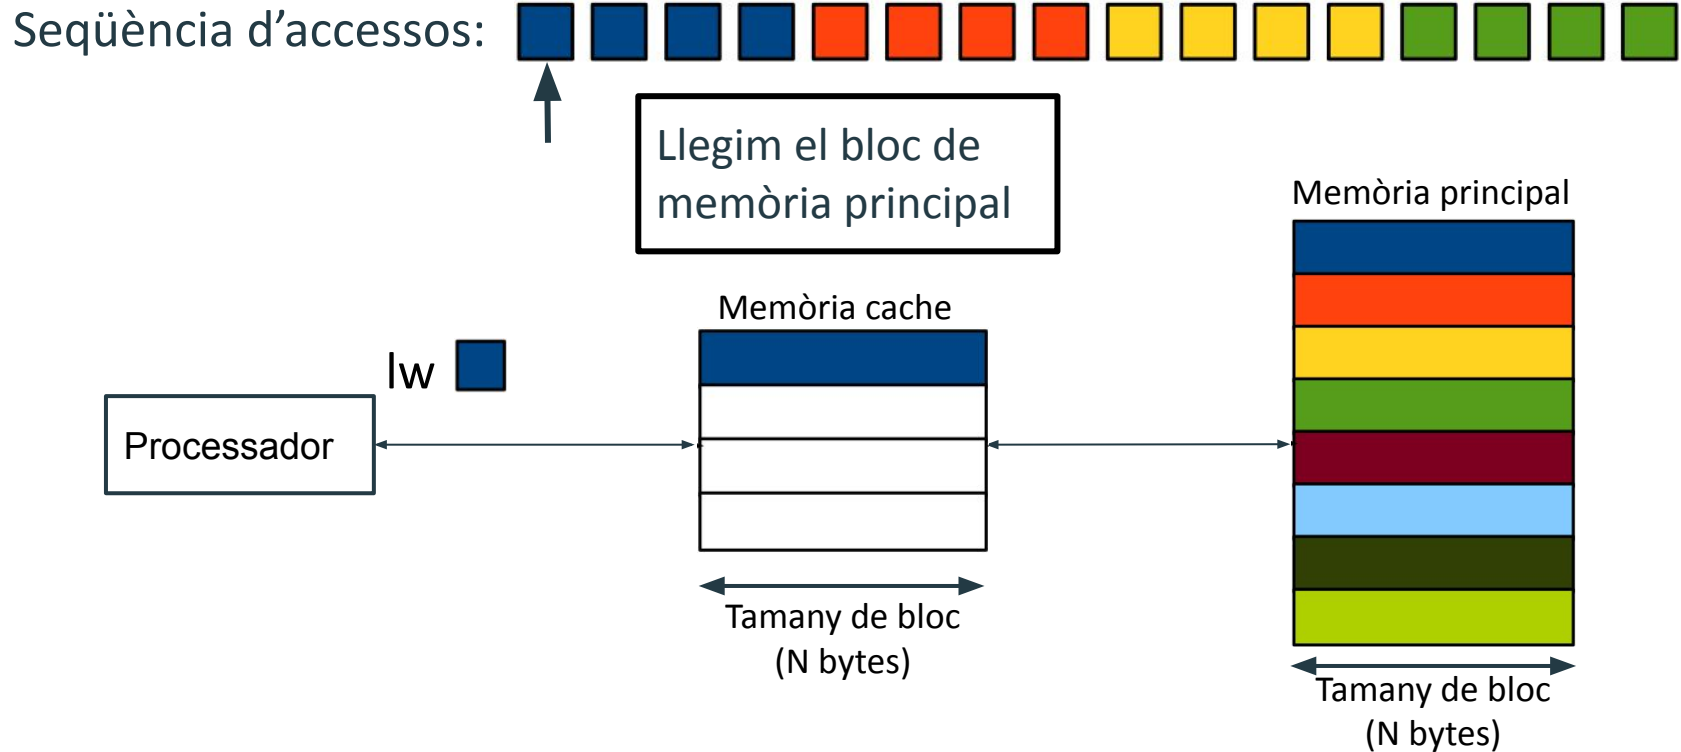 Seqüència d’accessos:
Llegim el bloc de
memòria principal
Memòria principal
Memòria cache
lw
Processador
Tamany de bloc
(N bytes)
Tamany de bloc
(N bytes)